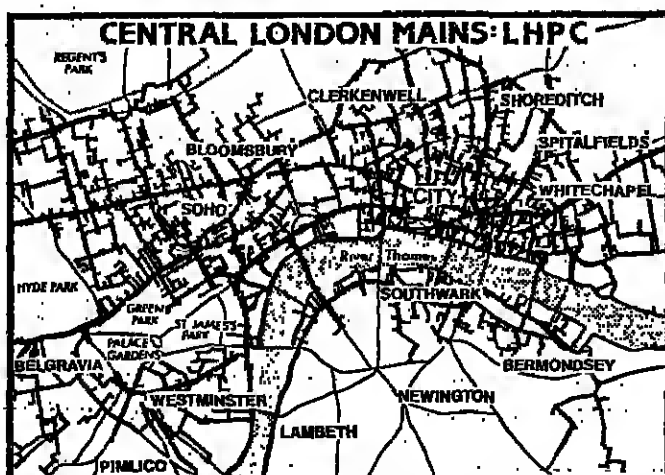 CENTRAL LONDON MAINS: LHPC
REGENT'S
PARK
CLERKENWELL
SHOREDITCH
BLOOMSBURY
SPITALFIELDS
WHITECHAPEL
CITY
SOHO
River Thames
HYDE PARK
SOUTHWARK
GREEN
PARK
ST JAMES'S
PARK
PALACE
GARDENS
BELGRAVIA
BERMONDSEY
WESTMINSTER
NEWINGTON
LAMBETH
PIMLICO